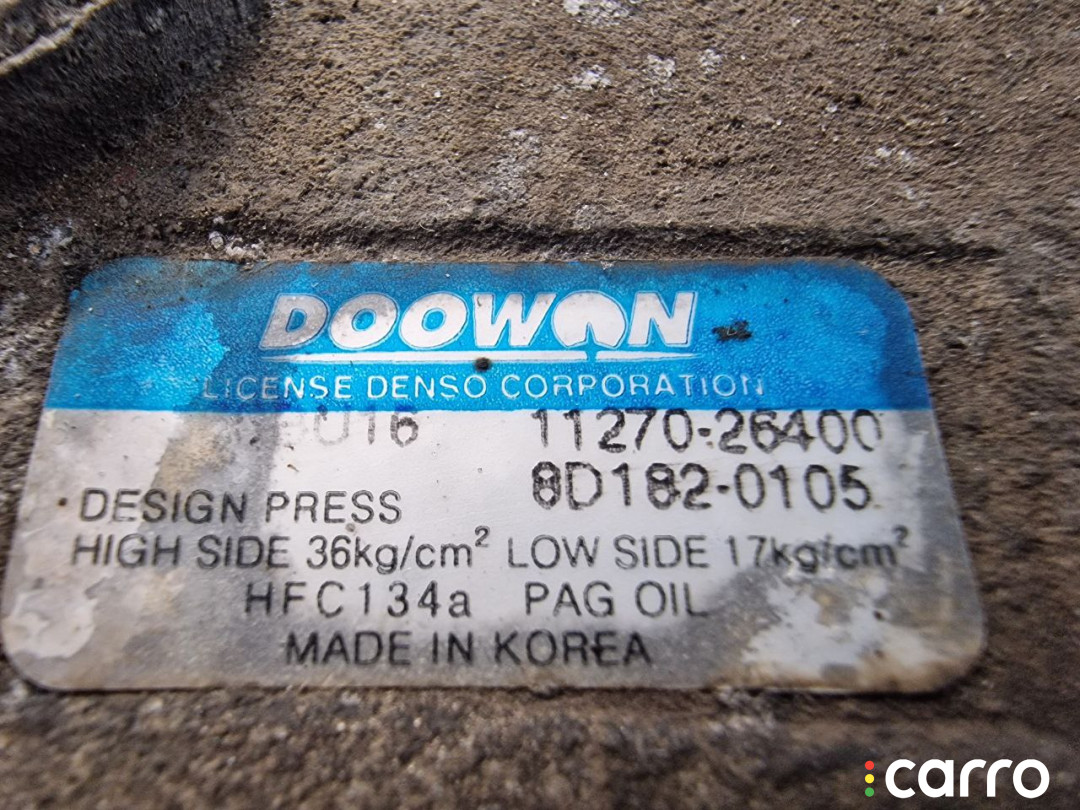 DOOWON
LICENSE DENSO CORPORATION
11270-26400
8D182-0105
DESIGN PRESS
HIGH SIDE 36kg/cm² LOW SIDE 17kg/cm²
HFC134a PAG OIL
MADE IN KOREA
carro